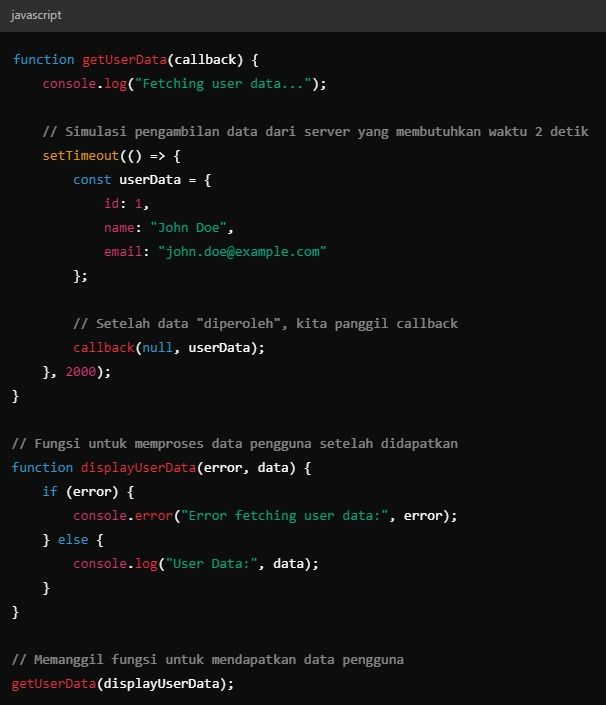 javascript
function getUserData(callback) {
    console.log("Fetching user data...");
    // Simulasi pengambilan data dari server yang membutuhkan waktu 2 detik
    setTimeout(() => {
        const userData = {
            id: 1,
            name: "John Doe",
            email: "john.doe@example.com"
        };
        // Setelah data "diperoleh", kita panggil callback
        callback(null, userData);
    }, 2000);
}
// Fungsi untuk memproses data pengguna setelah didapatkan
function displayUserData(error, data) {
    if (error) {
        console.error("Error fetching user data:", error);
    } else {
        console.log("User Data:", data);
    }
}
// Memanggil fungsi untuk mendapatkan data pengguna
getUserData(displayUserData);